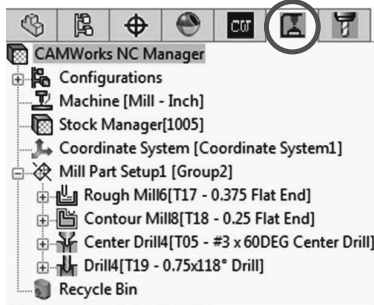 CW
CAMWorks NC Manager
Configurations
Machine [Mill - Inch]
Stock Manager[1005]
Coordinate System [Coordinate System1]
Mill Part Setup1 [Group2]
Rough Mill6[T17 - 0.375 Flat End]
Contour Mill8[T18 - 0.25 Flat End]
Center Drill4[T05 - #3 x 60DEG Center Drill]
Drill4[T19 - 0.75x118° Drill]
Recycle Bin